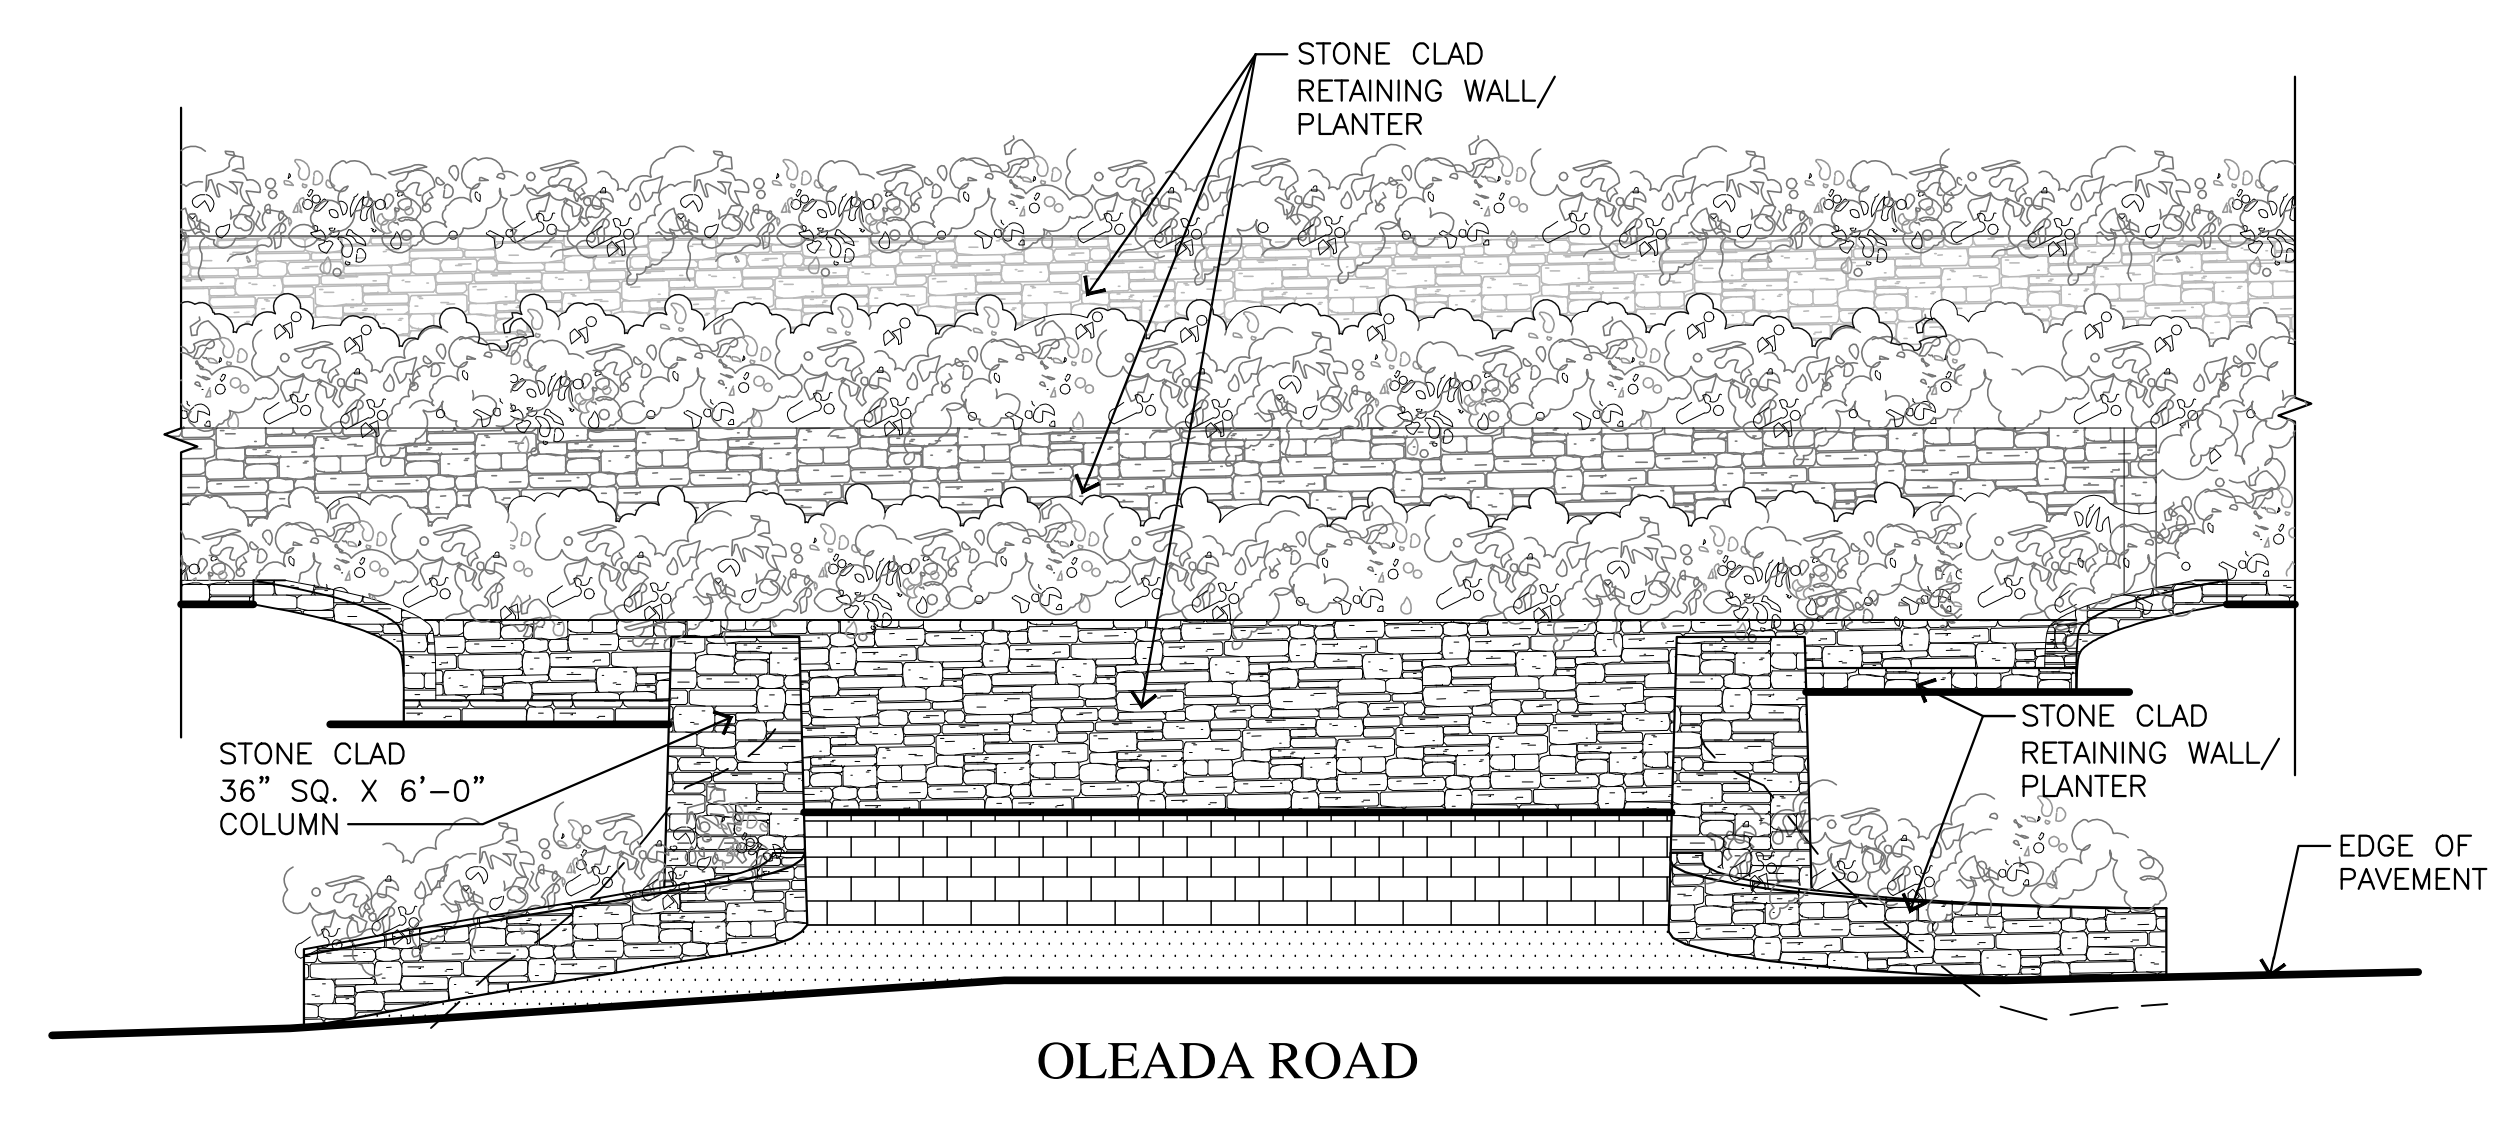 STONE CLAD
RETAINING WALL/
PLANTER
STONE CLAD
36" SQ. X 6'-0"
COLUMN
STONE CLAD
RETAINING WALL/
PLANTER
EDGE OF
PAVEMENT
OLEADA ROAD